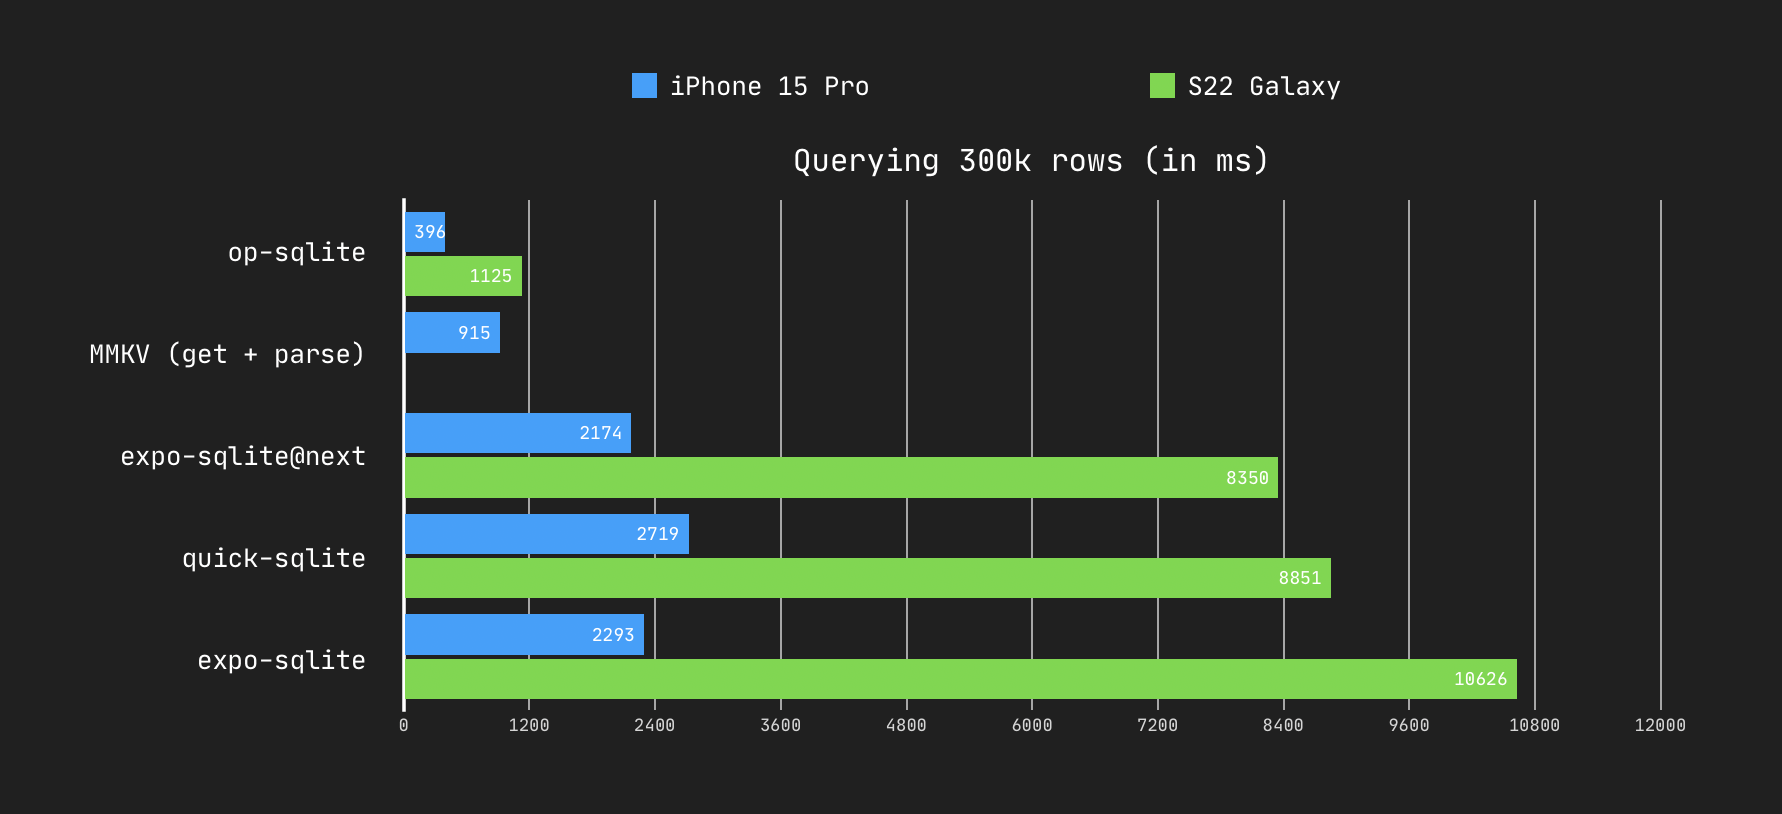 iPhone 15 Pro
S22 Galaxy
Querying 300k rows (in ms)
op-sqlite
396
1125
MMKV (get + parse)
915
expo-sqlite@next
2174
8350
quick-sqlite
2719
8851
expo-sqlite
2293
10626
0 1200 2400 3600 4800 6000 7200 8400 9600 10800 12000